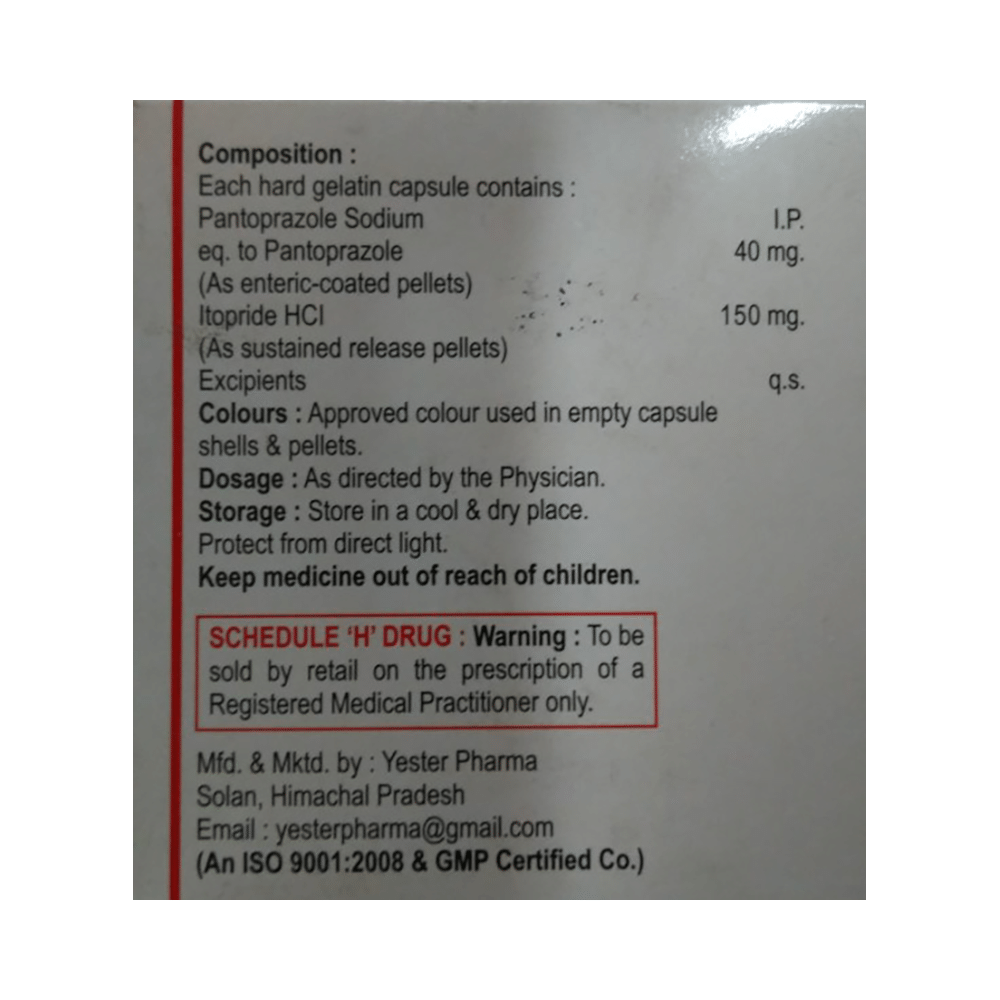 Composition :
Each hard gelatin capsule contains :
Pantoprazole Sodium I.P.
eq. to Pantoprazole 40 mg.
(As enteric-coated pellets)
Itopride HCl 150 mg.
(As sustained release pellets)
Excipients q.s.
Colours : Approved colour used in empty capsule
shells & pellets.
Dosage : As directed by the Physician.
Storage : Store in a cool & dry place.
Protect from direct light.
Keep medicine out of reach of children.
SCHEDULE ‘H’ DRUG : Warning : To be
sold by retail on the prescription of a
Registered Medical Practitioner only.
Mfd. & Mktd. by : Yester Pharma
Solan, Himachal Pradesh
Email : yesterpharma@gmail.com
(An ISO 9001:2008 & GMP Certified Co.)